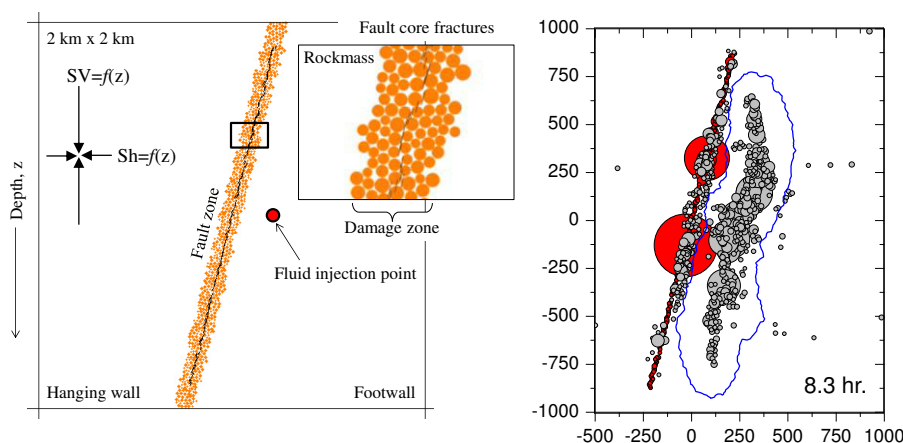 2 km x 2 km
SV=f(z)
Sh=f(z)
Depth, z
Fault zone
Fault core fractures
Rockmass
Damage zone
Fluid injection point
Hanging wall
Footwall
1000
750
500
250
0
-250
-500
-750
-1000
8.3 hr.
-500 -250 0 250 500 750 1000